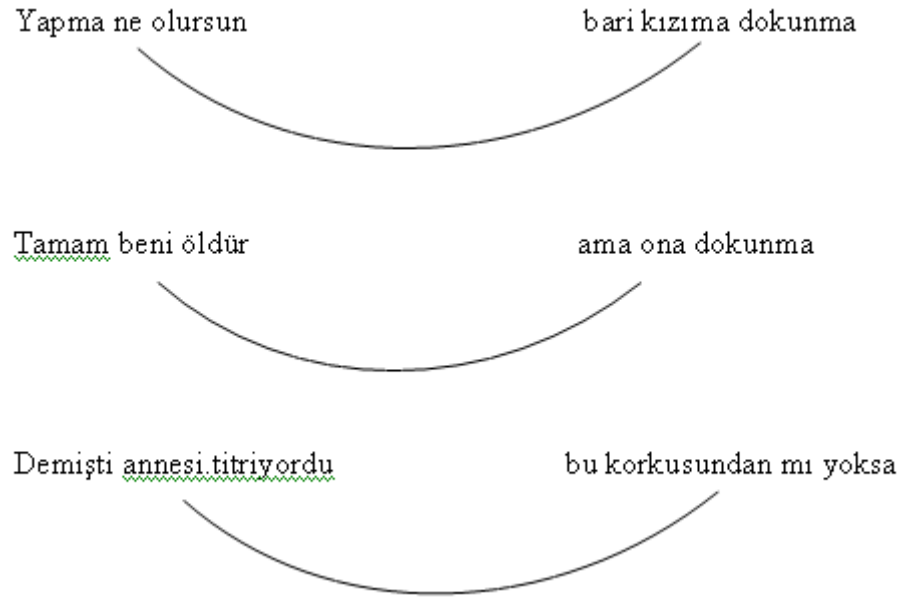 Yapma ne olursun bari kızıma dokunma
Tamam beni öldür ama ona dokunma
Demişti annesi.titriyordu bu korkusundan mı yoksa